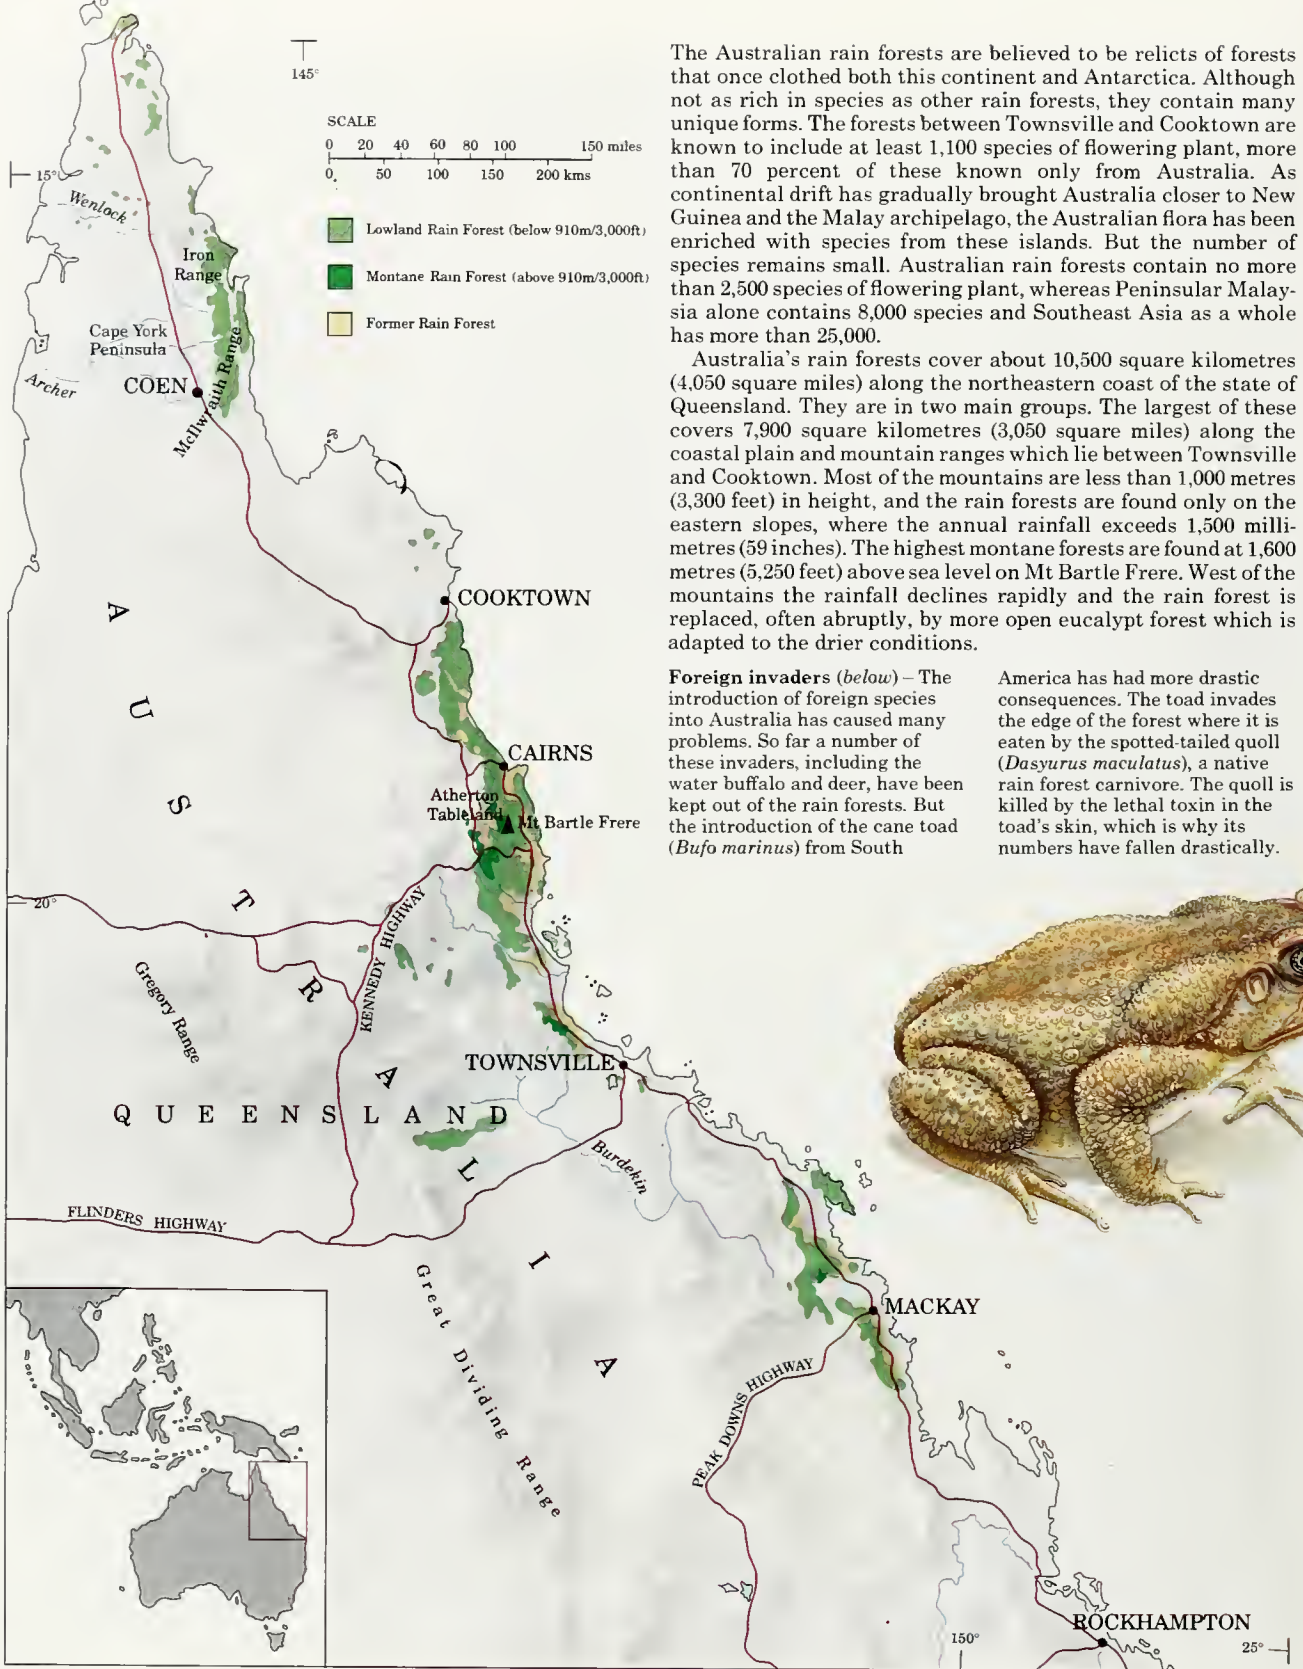 The Australian rain forests are believed to be relicts of forests
that once clothed both this continent and Antarctica. Although
not as rich in species as other rain forests, they contain many
unique forms. The forests between Townsville and Cooktown are
known to include at least 1,100 species of flowering plant, more
than 70 percent of these known only from Australia. As
continental drift has gradually brought Australia closer to New
Guinea and the Malay archipelago, the Australian flora has been
enriched with species from these islands. But the number of
species remains small. Australian rain forests contain no more
than 2,500 species of flowering plant, whereas Peninsular Malay-
sia alone contains 8,000 species and Southeast Asia as a whole
has more than 25,000.
Australia's rain forests cover about 10,500 square kilometres
(4,050 square miles) along the northeastern coast of the state of
Queensland. They are in two main groups. The largest of these
covers 7,900 square kilometres (3,050 square miles) along the
coastal plain and mountain ranges which lie between Townsville
and Cooktown. Most of the mountains are less than 1,000 metres
(3,300 feet) in height, and the rain forests are found only on the
eastern slopes, where the annual rainfall exceeds 1,500 milli-
metres (59 inches). The highest montane forests are found at 1,600
metres (5,250 feet) above sea level on Mt Bartle Frere. West of the
mountains the rainfall declines rapidly and the rain forest is
replaced, often abruptly, by more open eucalypt forest which is
adapted to the drier conditions.
Foreign invaders (below) – The
introduction of foreign species
into Australia has caused many
problems. So far a number of
these invaders, including the
water buffalo and deer, have been
kept out of the rain forests. But
the introduction of the cane toad
(Bufo marinus) from South
America has had more drastic
consequences. The toad invades
the edge of the forest where it is
eaten by the spotted-tailed quoll
(Dasyurus maculatus), a native
rain forest carnivore. The quoll is
killed by the lethal toxin in the
toad's skin, which is why its
numbers have fallen drastically.
145°
SCALE
0 20 40 60 80 100 150 miles
0 50 100 150 200 kms
Lowland Rain Forest (below 910m/3,000ft)
Montane Rain Forest (above 910m/3,000ft)
Former Rain Forest
15°
Wenlock
Iron
Range
Cape York
Peninsula
Archer
COEN
McIlwraith Range
COOKTOWN
CAIRNS
Atherton
Tableland
Mt Bartle Frere
20°
KENNEDY HIGHWAY
Gregory Range
TOWNSVILLE
AUSTRALIA
QUEENSLAND
Burdekin
FLINDERS HIGHWAY
Great Dividing Range
MACKAY
PEAK DOWNS HIGHWAY
ROCKHAMPTON
150°
25°